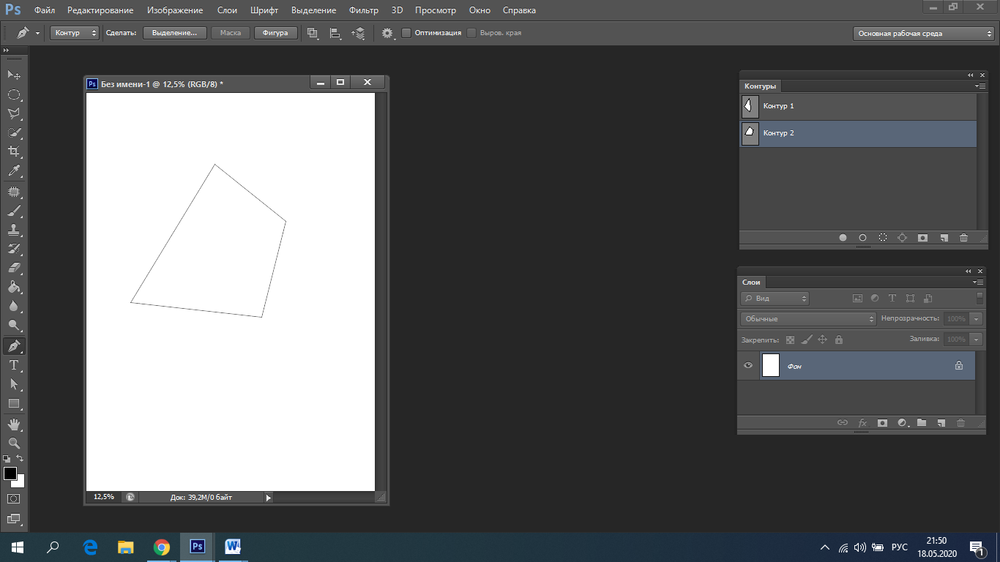 Ps Файл Редактирование Изображение Слои Шрифт Выделение Фильтр 3D Просмотр Окно Справка
Контур Сделать: Выделение... Маска Фигура Оптимизация Выров. края Основная рабочая среда
Ps Без имени-1 @ 12,5% (RGB/8) *
Контуры
Контур 1
Контур 2
Слои
Вид T
Обычные Непрозрачность: 100%
Закрепить: Заливка: 100%
Фон
fx
T
12,5% Док: 39,2M/0 байт
e Ps W РУС 21:50
18.05.2020 1